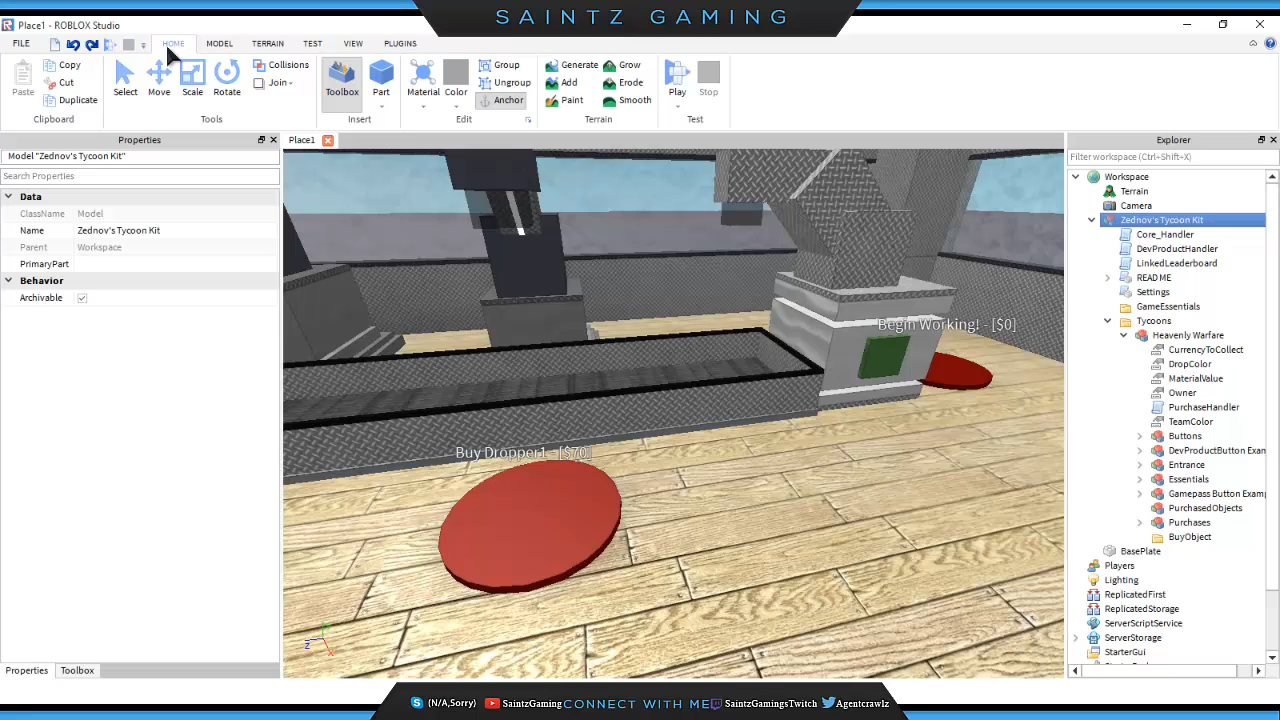 SAINTZ GAMING
Place1 - ROBLOX Studio
FILE
HOME
MODEL
TERRAIN
TEST
VIEW
PLUGINS
Paste
Copy
Cut
Duplicate
Clipboard
Select
Move
Scale
Rotate
Collisions
Join
Tools
Toolbox
Part
Insert
Material
Color
Group
Ungroup
Anchor
Edit
Generate
Add
Paint
Grow
Erode
Smooth
Terrain
Play
Stop
Test
Properties
Model "Zednov's Tycoon Kit"
Search Properties
Data
ClassName Model
Name Zednov's Tycoon Kit
Parent Workspace
PrimaryPart
Behavior
Archivable
Properties
Toolbox
Place1
Begin Working! - [$0]
Buy Dropper1 - [$70]
Explorer
Filter workspace (Ctrl+Shift+X)
Workspace
Terrain
Camera
Zednov's Tycoon Kit
Core_Handler
DevProductHandler
LinkedLeaderboard
README
Settings
GameEssentials
Tycoons
Heavenly Warfare
CurrencyToCollect
DropColor
MaterialValue
Owner
PurchaseHandler
TeamColor
Buttons
DevProductButton Exam
Entrance
Essentials
Gamepass Button Examp
PurchasedObjects
Purchases
BuyObject
BasePlate
Players
Lighting
ReplicatedFirst
ReplicatedStorage
ServerScriptService
ServerStorage
StarterGui
(N/A,Sorry)
SaintzGaming
CONNECT WITH ME
SaintzGamingsTwitch
Agentcrawlz